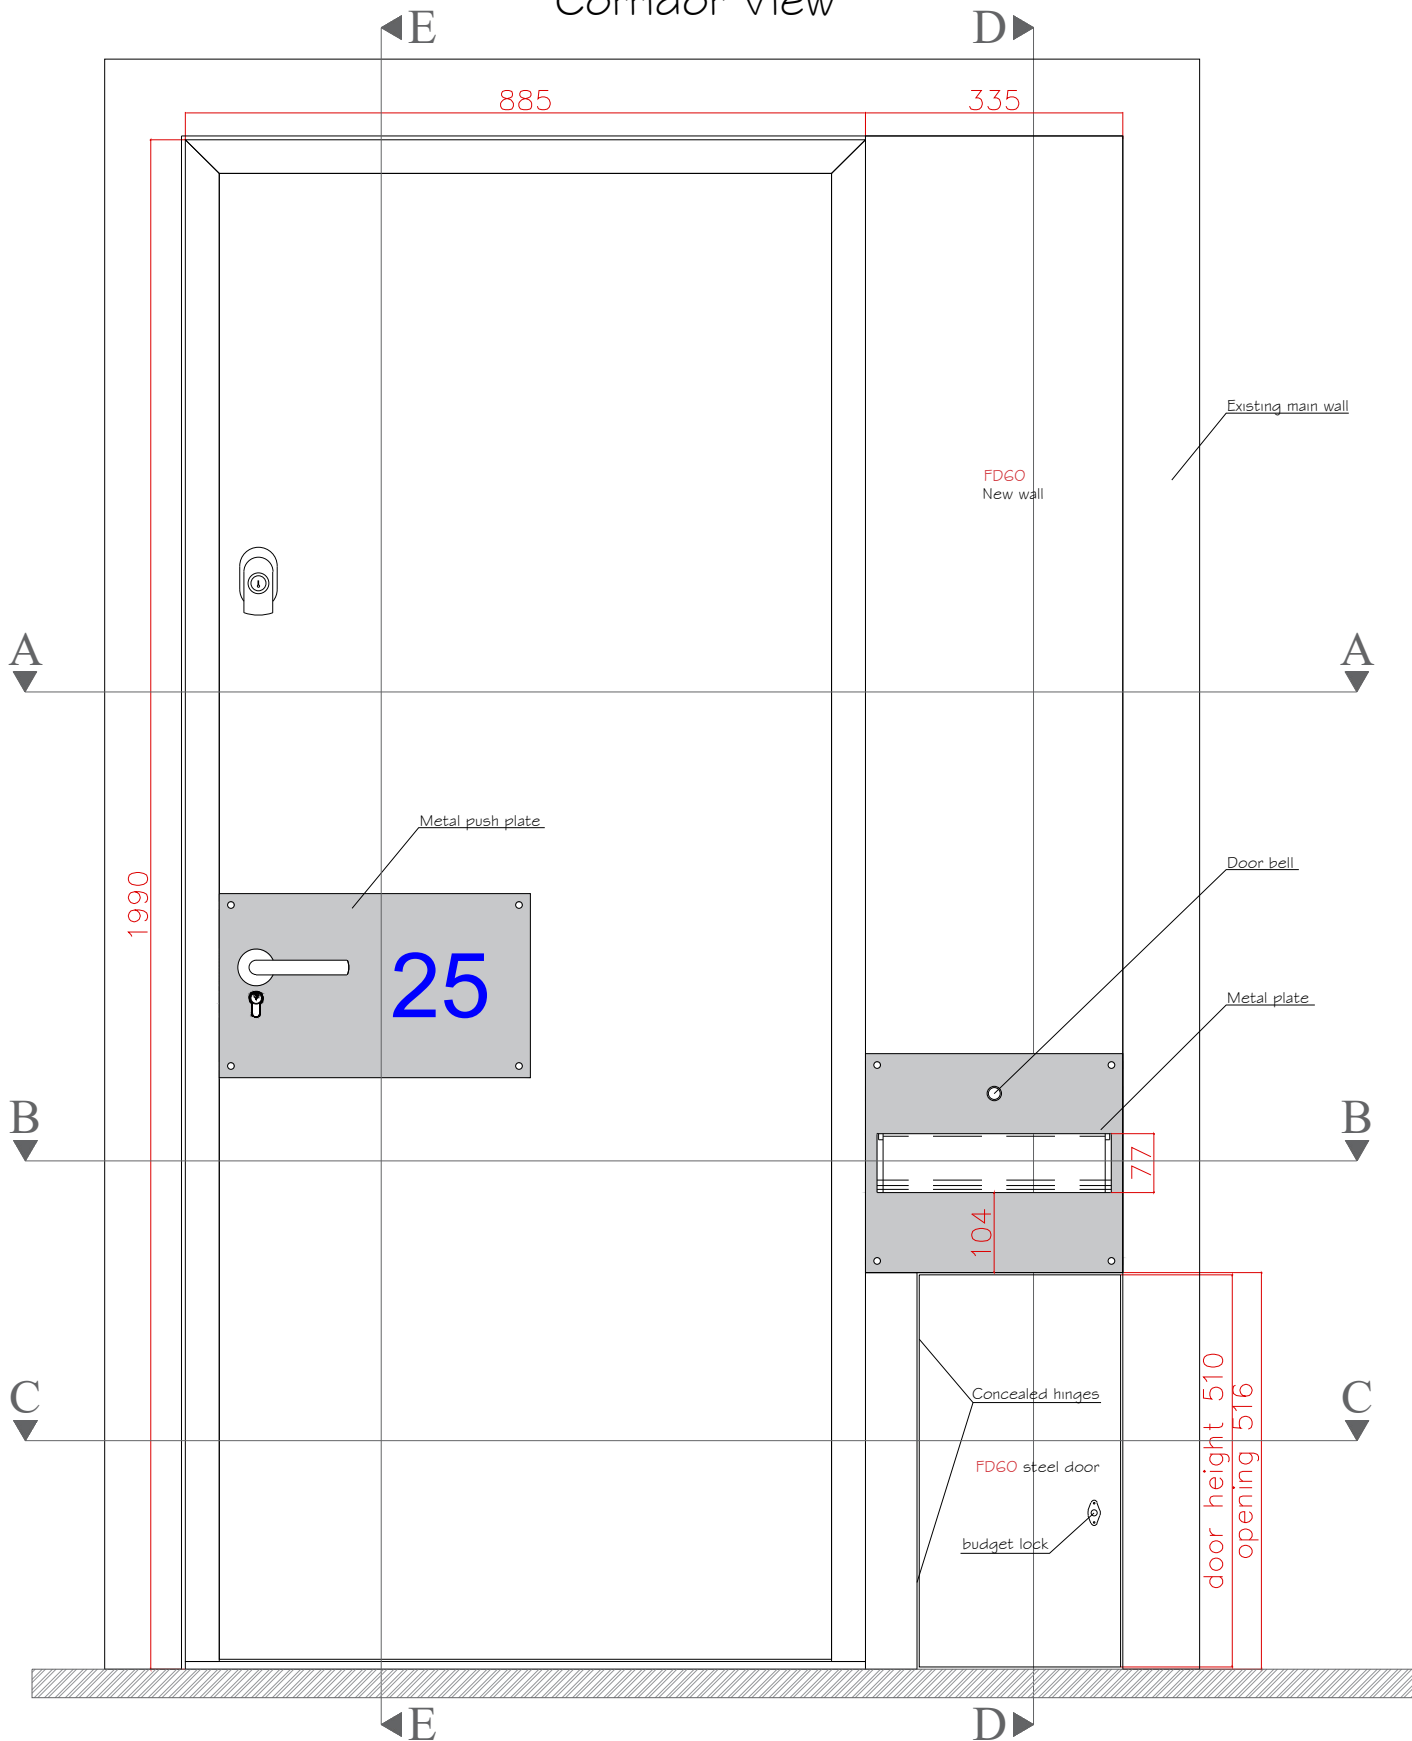 Corridor View
E
D
885
335
Existing main wall
FD60
New wall
A
A
Metal push plate
Door bell
1990
25
Metal plate
B
B
77
104
door height 510
opening 516
Concealed hinges
C
C
FD60 steel door
budget lock
E
D